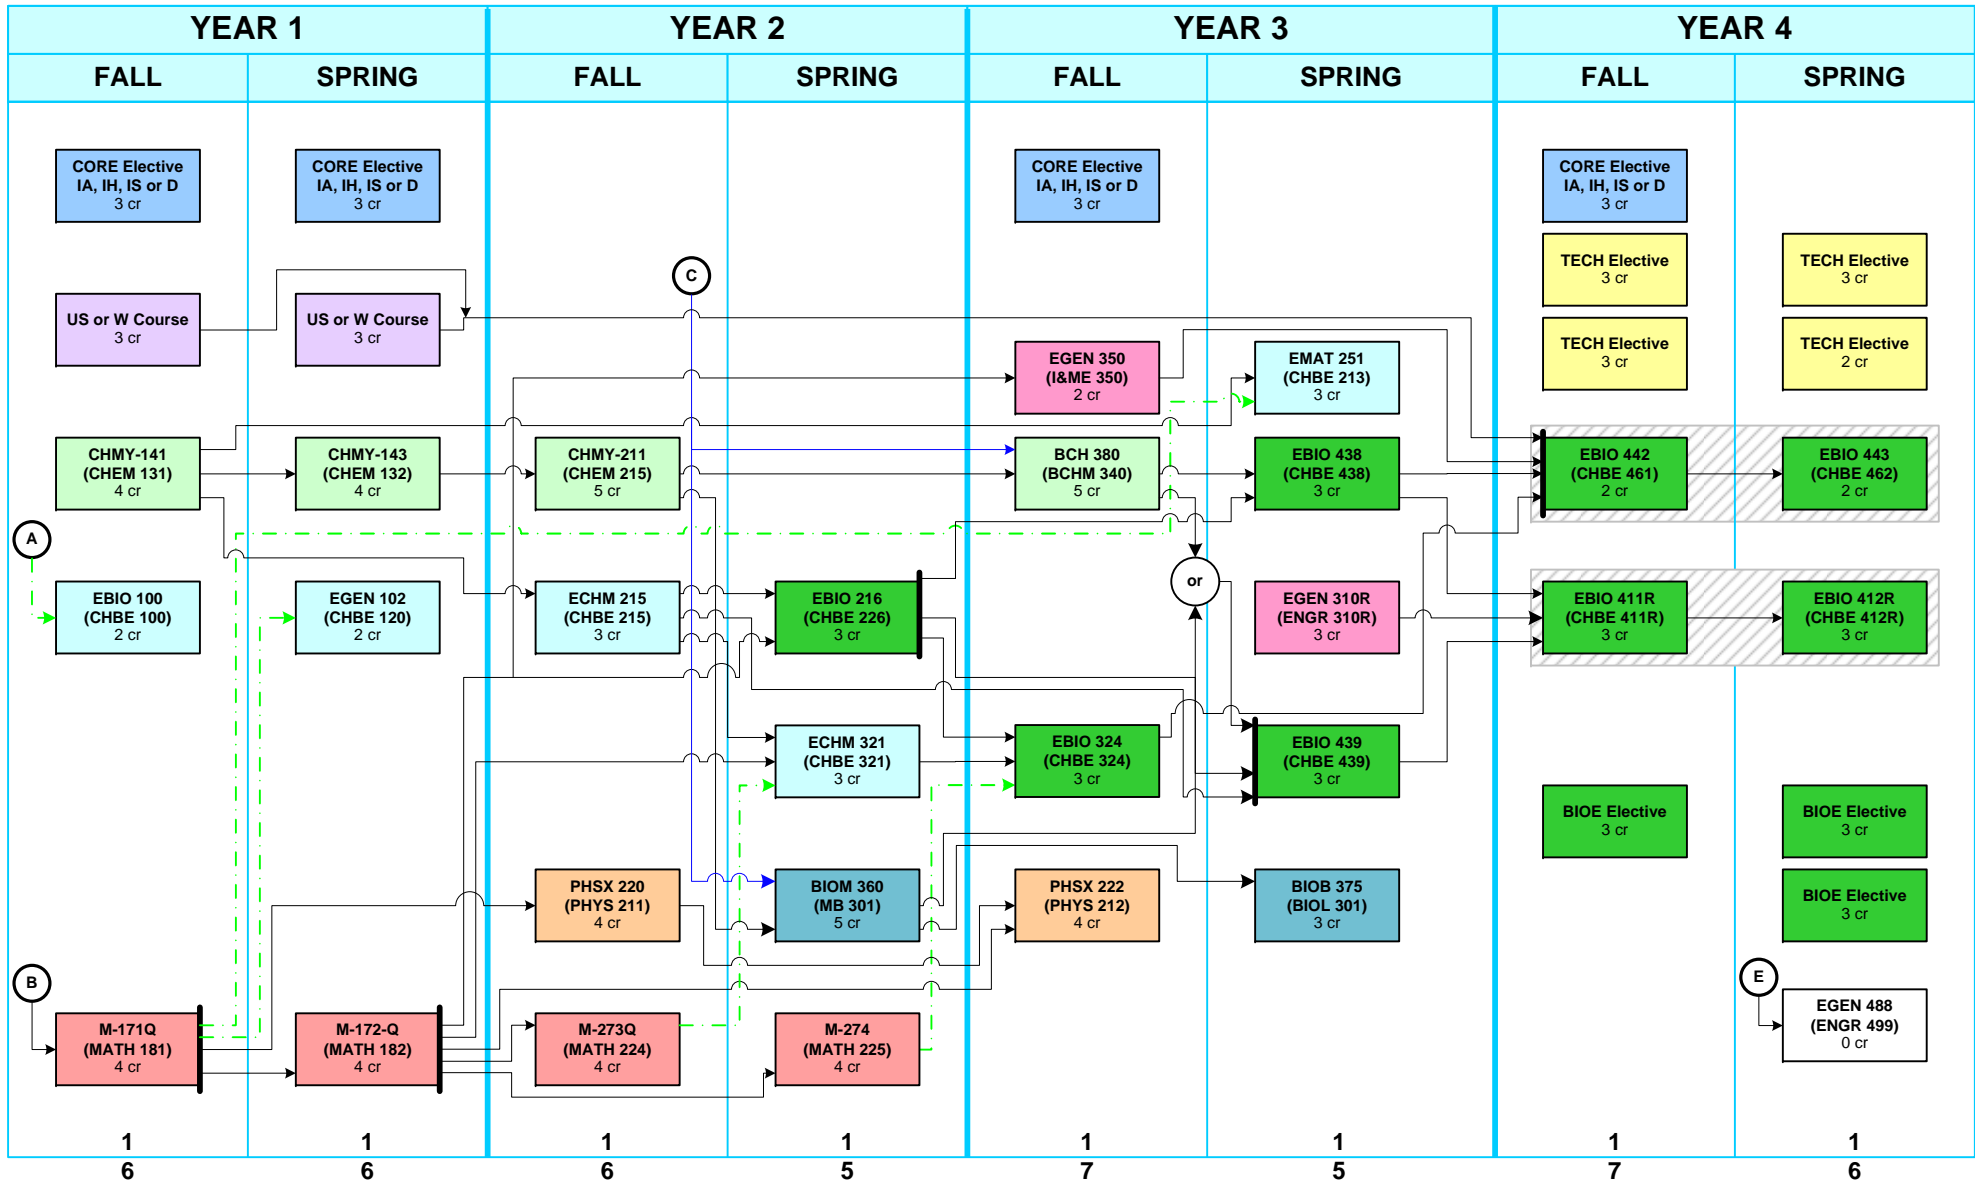 YEAR 1
YEAR 2
YEAR 3
YEAR 4
FALL
SPRING
FALL
SPRING
FALL
SPRING
FALL
SPRING
CORE Elective
IA, IH, IS or D
3 cr
CORE Elective
IA, IH, IS or D
3 cr
CORE Elective
IA, IH, IS or D
3 cr
CORE Elective
IA, IH, IS or D
3 cr
TECH Elective
3 cr
TECH Elective
3 cr
C
US or W Course
3 cr
US or W Course
3 cr
TECH Elective
3 cr
TECH Elective
2 cr
EGEN 350
(I&ME 350)
2 cr
EMAT 251
(CHBE 213)
3 cr
CHMY-141
(CHEM 131)
4 cr
CHMY-143
(CHEM 132)
4 cr
CHMY-211
(CHEM 215)
5 cr
BCH 380
(BCHM 340)
5 cr
EBIO 438
(CHBE 438)
3 cr
EBIO 442
(CHBE 461)
2 cr
EBIO 443
(CHBE 462)
2 cr
A
or
EBIO 100
(CHBE 100)
2 cr
EGEN 102
(CHBE 120)
2 cr
ECHM 215
(CHBE 215)
3 cr
EBIO 216
(CHBE 226)
3 cr
EGEN 310R
(ENGR 310R)
3 cr
EBIO 411R
(CHBE 411R)
3 cr
EBIO 412R
(CHBE 412R)
3 cr
ECHM 321
(CHBE 321)
3 cr
EBIO 324
(CHBE 324)
3 cr
EBIO 439
(CHBE 439)
3 cr
BIOE Elective
3 cr
BIOE Elective
3 cr
PHSX 220
(PHYS 211)
4 cr
BIOM 360
(MB 301)
5 cr
PHSX 222
(PHYS 212)
4 cr
BIOB 375
(BIOL 301)
3 cr
BIOE Elective
3 cr
B
E
M-171Q
(MATH 181)
4 cr
M-172-Q
(MATH 182)
4 cr
M-273Q
(MATH 224)
4 cr
M-274
(MATH 225)
4 cr
EGEN 488
(ENGR 499)
0 cr
1
6
1
6
1
6
1
5
1
7
1
5
1
7
1
6